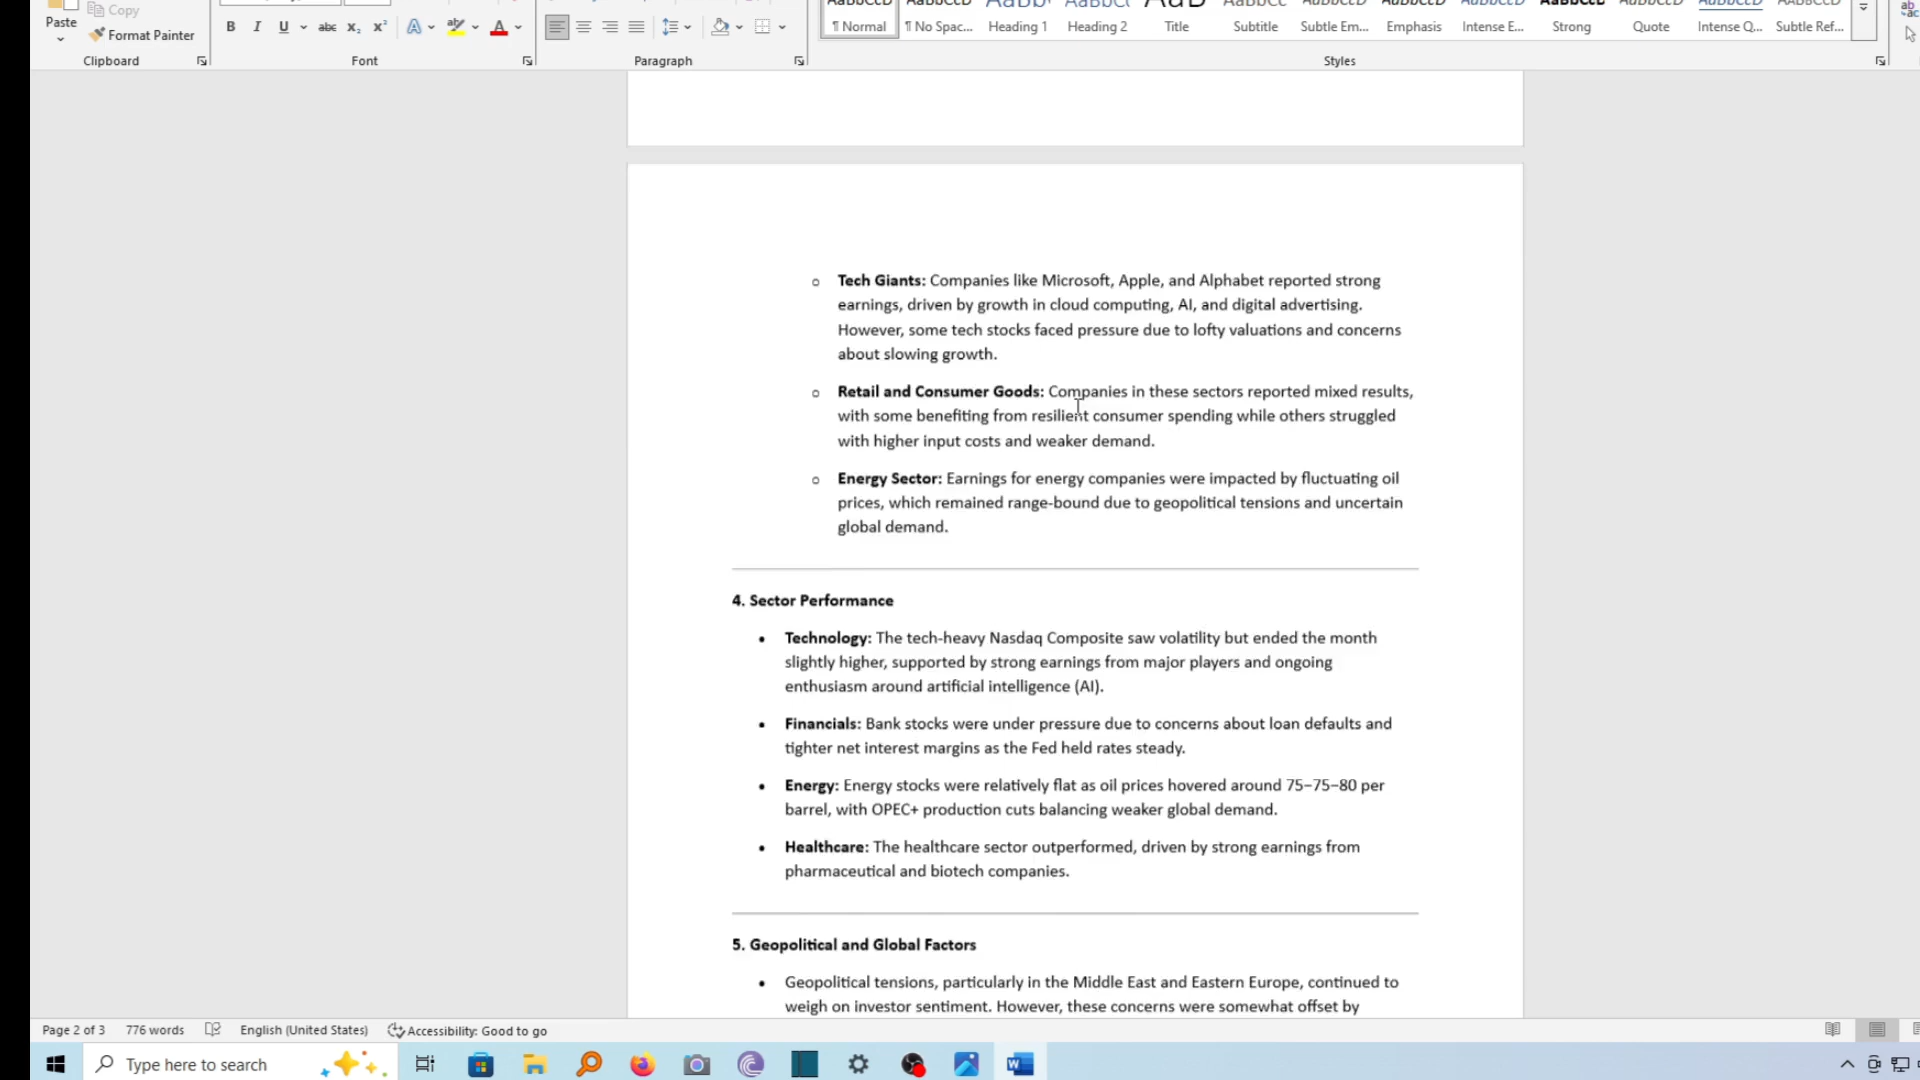 Copy
Paste
Format Painter
B I U abc x₂ x² A A
Clipboard
Font
Paragraph
¶ Normal
¶ No Spac...
Heading 1
Heading 2
Title
Subtitle
Subtle Em...
Emphasis
Intense E...
Strong
Quote
Intense Q...
Subtle Ref...
Styles
Tech Giants: Companies like Microsoft, Apple, and Alphabet reported strong
earnings, driven by growth in cloud computing, AI, and digital advertising.
However, some tech stocks faced pressure due to lofty valuations and concerns
about slowing growth.
Retail and Consumer Goods: Companies in these sectors reported mixed results,
with some benefiting from resilient consumer spending while others struggled
with higher input costs and weaker demand.
Energy Sector: Earnings for energy companies were impacted by fluctuating oil
prices, which remained range-bound due to geopolitical tensions and uncertain
global demand.
4. Sector Performance
Technology: The tech-heavy Nasdaq Composite saw volatility but ended the month
slightly higher, supported by strong earnings from major players and ongoing
enthusiasm around artificial intelligence (AI).
Financials: Bank stocks were under pressure due to concerns about loan defaults and
tighter net interest margins as the Fed held rates steady.
Energy: Energy stocks were relatively flat as oil prices hovered around 75–75–80 per
barrel, with OPEC+ production cuts balancing weaker global demand.
Healthcare: The healthcare sector outperformed, driven by strong earnings from
pharmaceutical and biotech companies.
5. Geopolitical and Global Factors
Geopolitical tensions, particularly in the Middle East and Eastern Europe, continued to
weigh on investor sentiment. However, these concerns were somewhat offset by
Page 2 of 3 776 words English (United States) Accessibility: Good to go
Type here to search